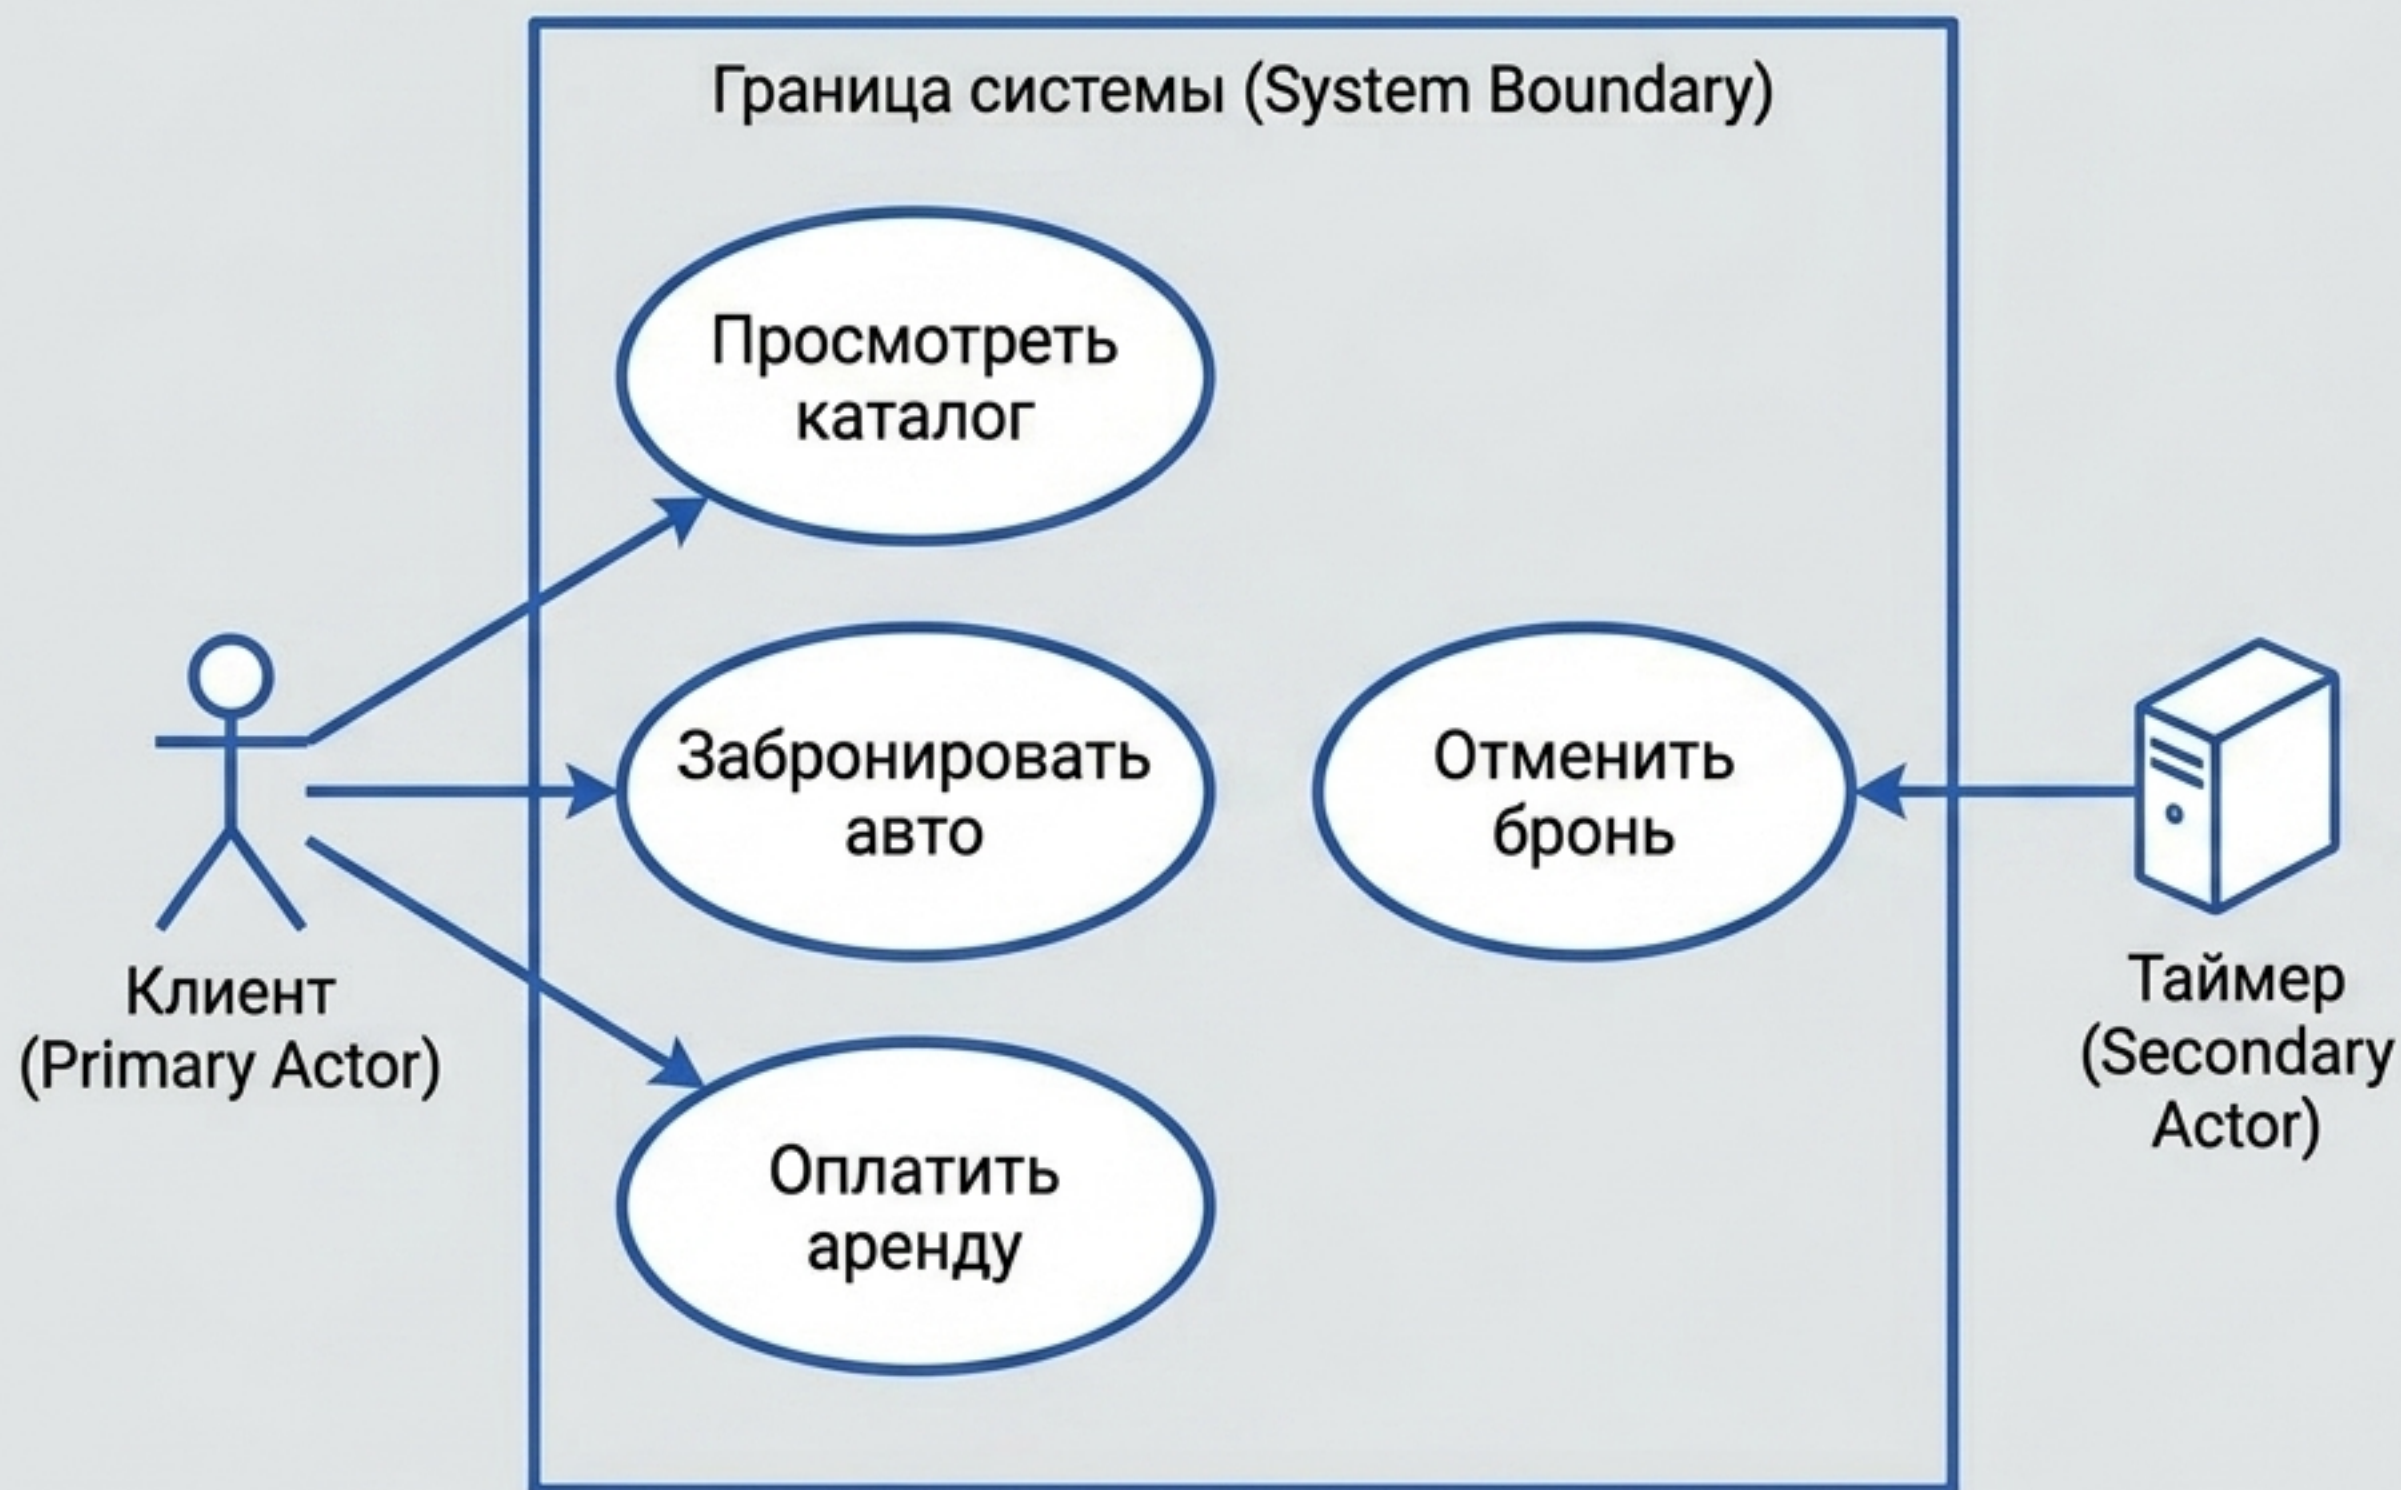 Граница системы (System Boundary)
Просмотреть
каталог
Забронировать
авто
Отменить
бронь
Клиент
(Primary Actor)
Таймер
(Secondary
Actor)
Оплатить
аренду